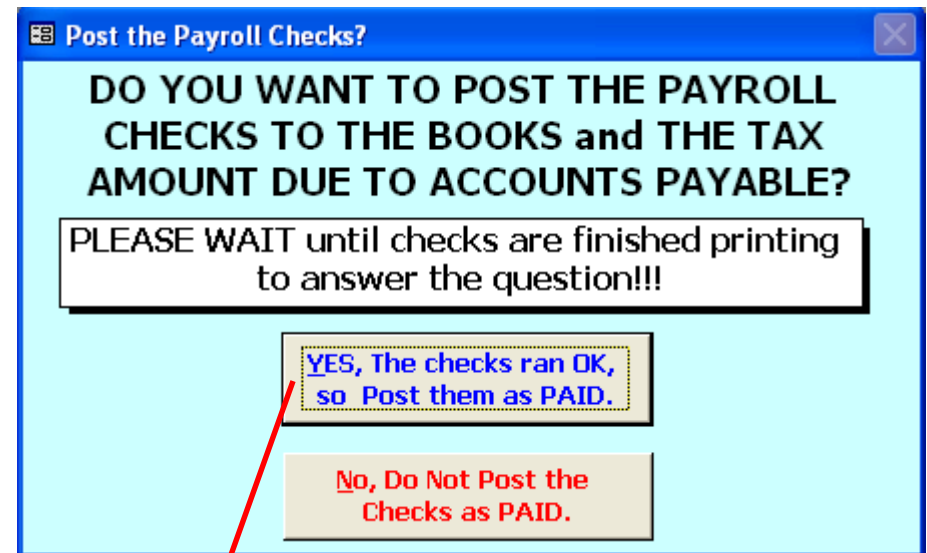 Post the Payroll Checks?
DO YOU WANT TO POST THE PAYROLL
CHECKS TO THE BOOKS and THE TAX
AMOUNT DUE TO ACCOUNTS PAYABLE?
PLEASE WAIT until checks are finished printing
to answer the question!!!
YES, The checks ran OK,
so Post them as PAID.
No, Do Not Post the
Checks as PAID.